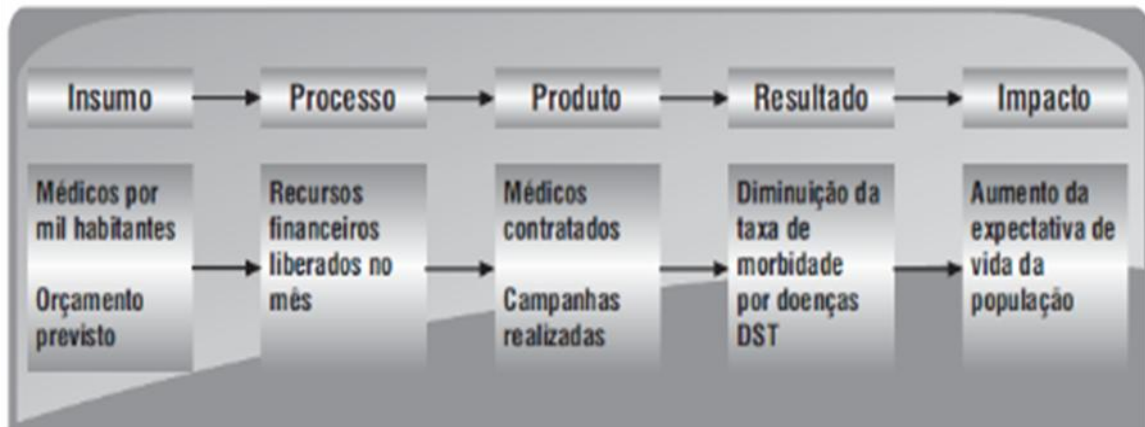 Insumo
Processo
Produto
Resultado
Impacto
Médicos por
mil habitantes
Orçamento
previsto
Recursos
financeiros
liberados no
mês
Médicos
contratados
Campanhas
realizadas
Diminuição da
taxa de
morbidade
por doenças
DST
Aumento da
expectativa de
vida da
população